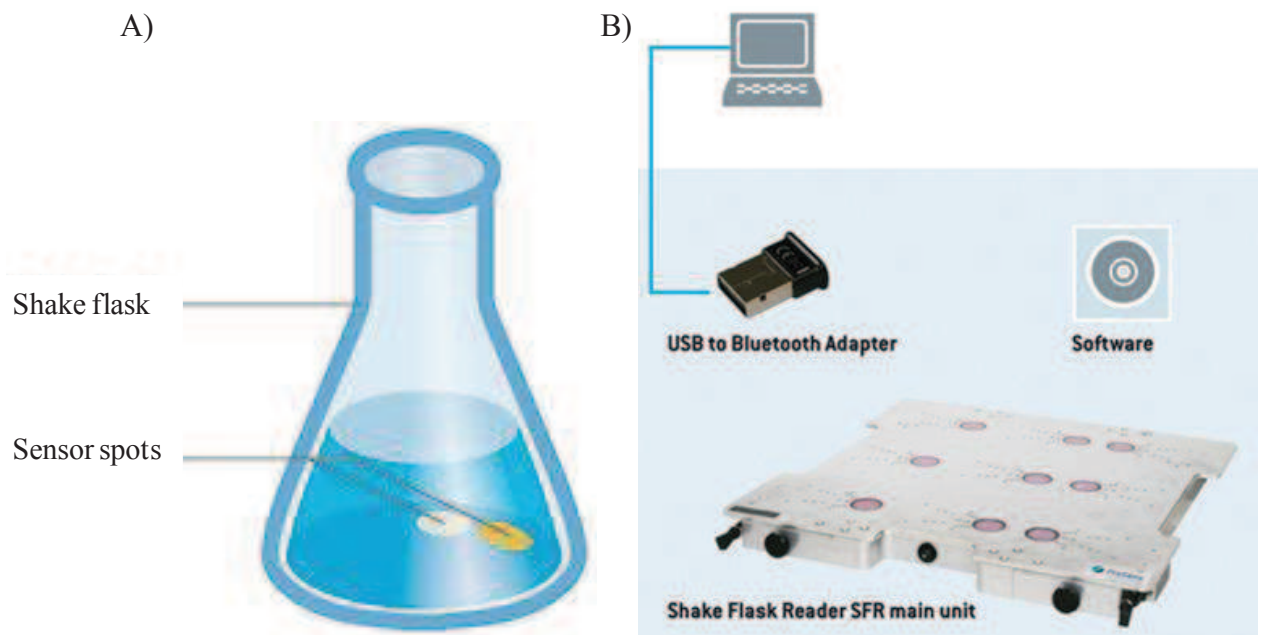 A)
B)
Shake flask
Sensor spots
USB to Bluetooth Adapter
Software
Shake Flask Reader SFR main unit